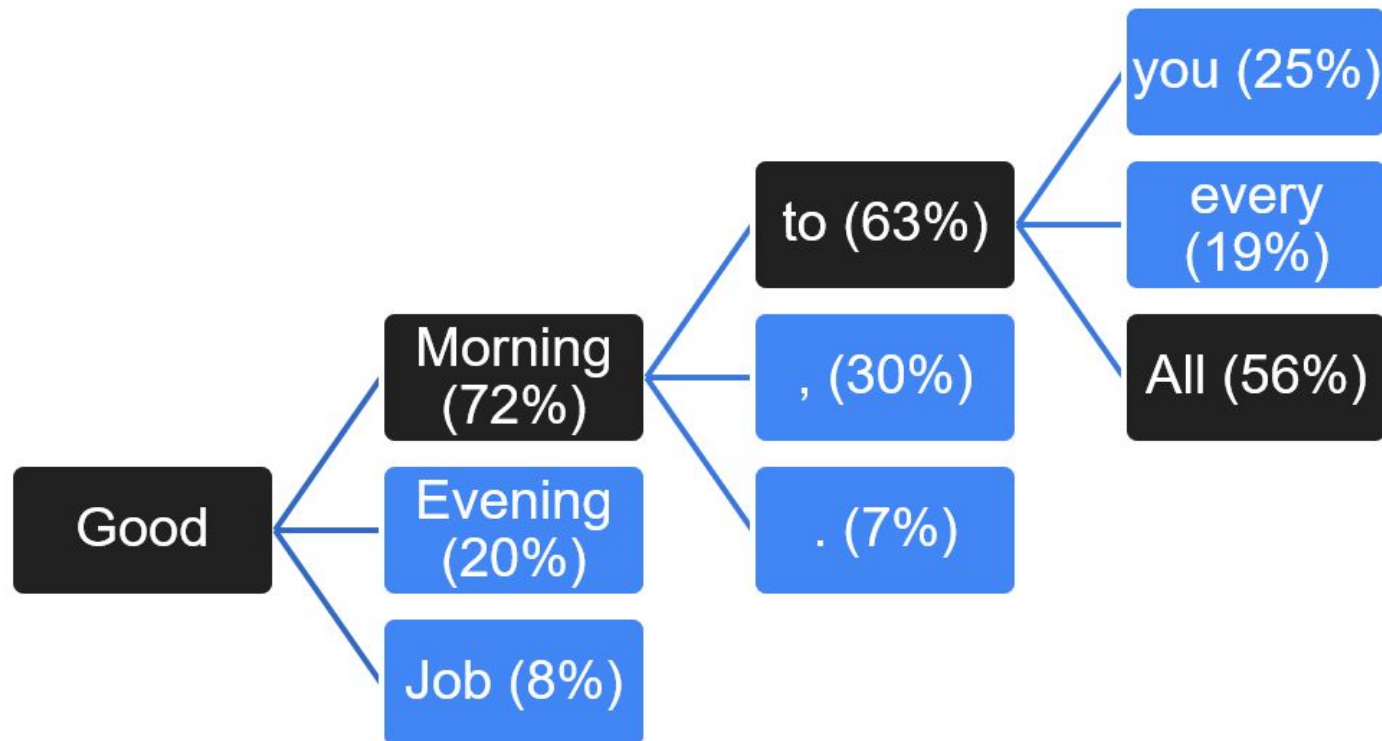 Good
Morning
(72%)
Evening
(20%)
Job (8%)
to (63%)
, (30%)
. (7%)
you (25%)
every
(19%)
All (56%)